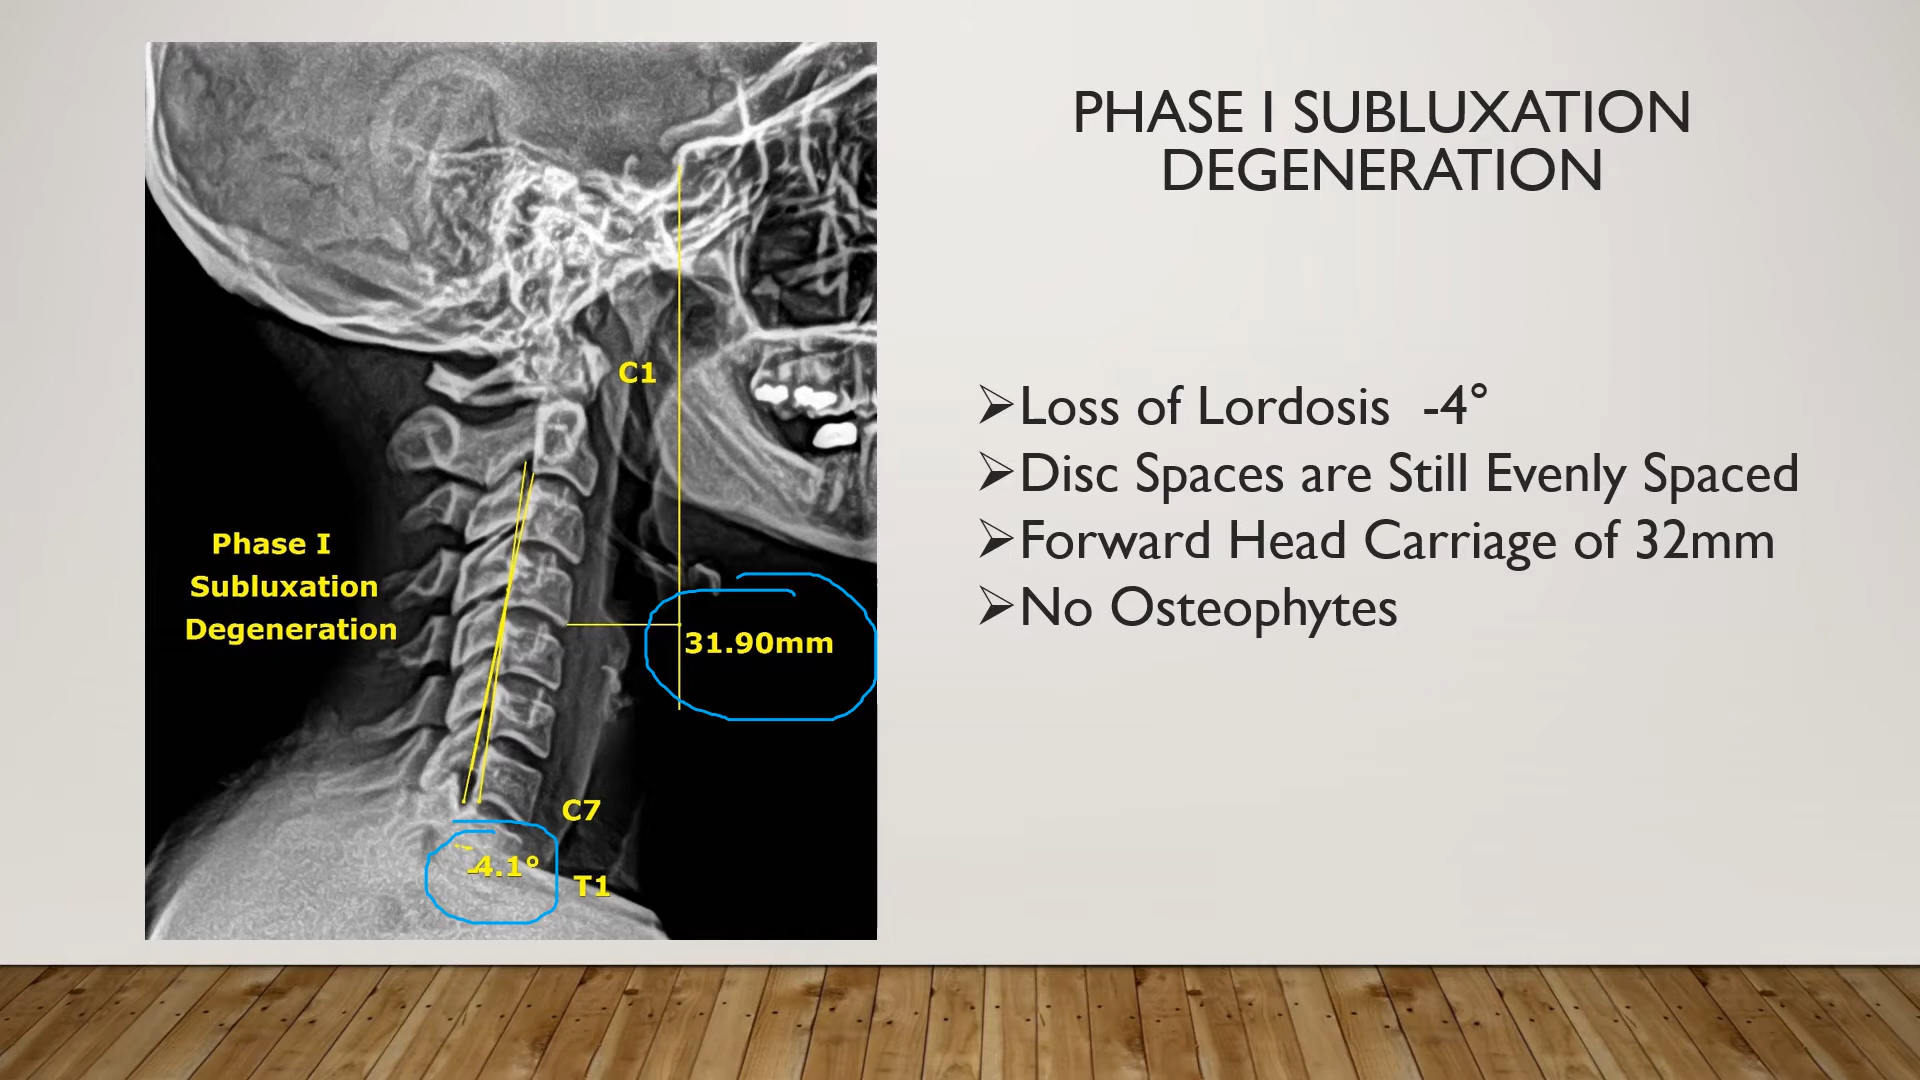 PHASE I SUBLUXATION
DEGENERATION
C1
Phase I
Subluxation
Degeneration
31.90mm
C7
-4.1°
T1
➢Loss of Lordosis -4°
➢Disc Spaces are Still Evenly Spaced
➢Forward Head Carriage of 32mm
➢No Osteophytes